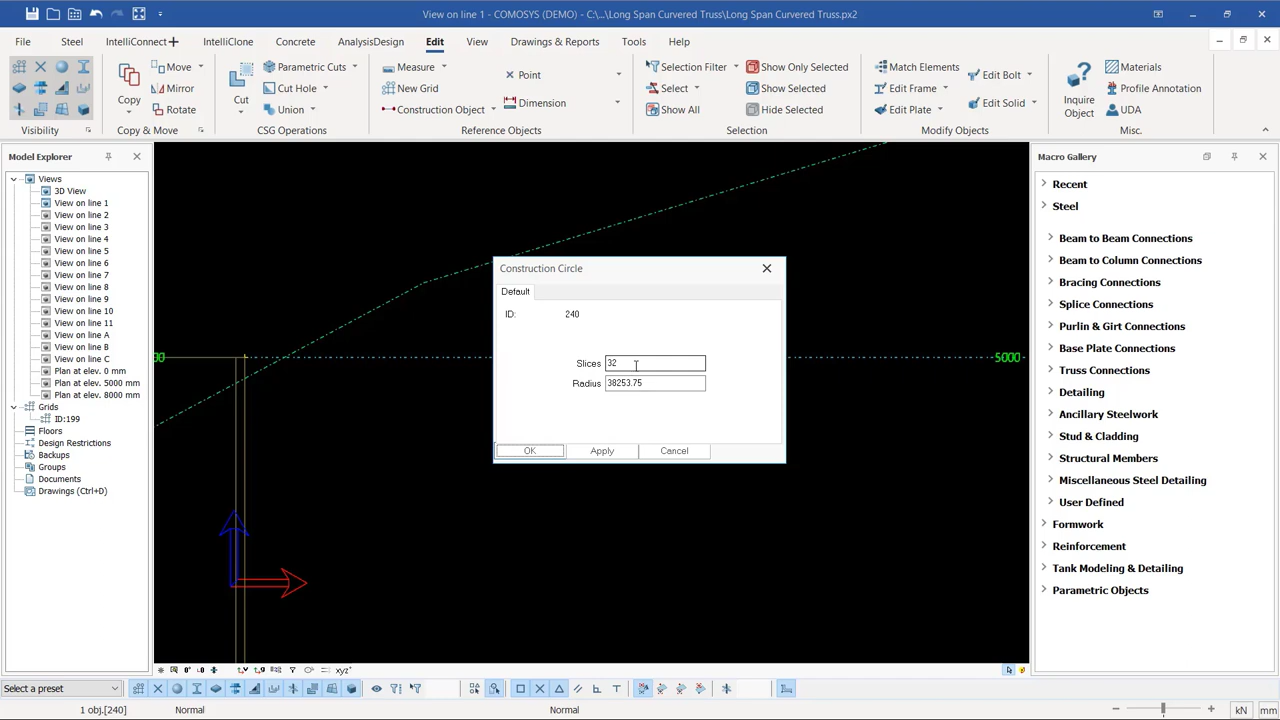 View on line 1 - COMOSYS (DEMO) - C:\...\Long Span Curvered Truss\Long Span Curvered Truss.px2
File
Steel
IntelliConnect
IntelliClone
Concrete
AnalysisDesign
Edit
View
Drawings & Reports
Tools
Help
Visibility
Copy
Move
Mirror
Rotate
Copy & Move
Cut
Parametric Cuts
Cut Hole
Union
CSG Operations
Measure
New Grid
Construction Object
Point
Dimension
Reference Objects
Selection Filter
Select
Show All
Show Only Selected
Show Selected
Hide Selected
Selection
Match Elements
Edit Frame
Edit Plate
Edit Bolt
Edit Solid
Modify Objects
Inquire Object
Materials
Profile Annotation
UDA
Misc.
Model Explorer
Views
3D View
View on line 1
View on line 2
View on line 3
View on line 4
View on line 5
View on line 6
View on line 7
View on line 8
View on line 9
View on line 10
View on line 11
View on line A
View on line B
View on line C
Plan at elev. 0 mm
Plan at elev. 5000 mm
Plan at elev. 8000 mm
Grids
ID:199
Floors
Design Restrictions
Backups
Groups
Documents
Drawings (Ctrl+D)
00
5000
Construction Circle
Default
ID: 240
Slices 32
Radius 38253.75
OK
Apply
Cancel
Macro Gallery
Recent
Steel
Beam to Beam Connections
Beam to Column Connections
Bracing Connections
Splice Connections
Purlin & Girt Connections
Base Plate Connections
Truss Connections
Detailing
Ancillary Steelwork
Stud & Cladding
Structural Members
Miscellaneous Steel Detailing
User Defined
Formwork
Reinforcement
Tank Modeling & Detailing
Parametric Objects
xyz
Select a preset
1 obj.[240]
Normal
Normal
kN
mm